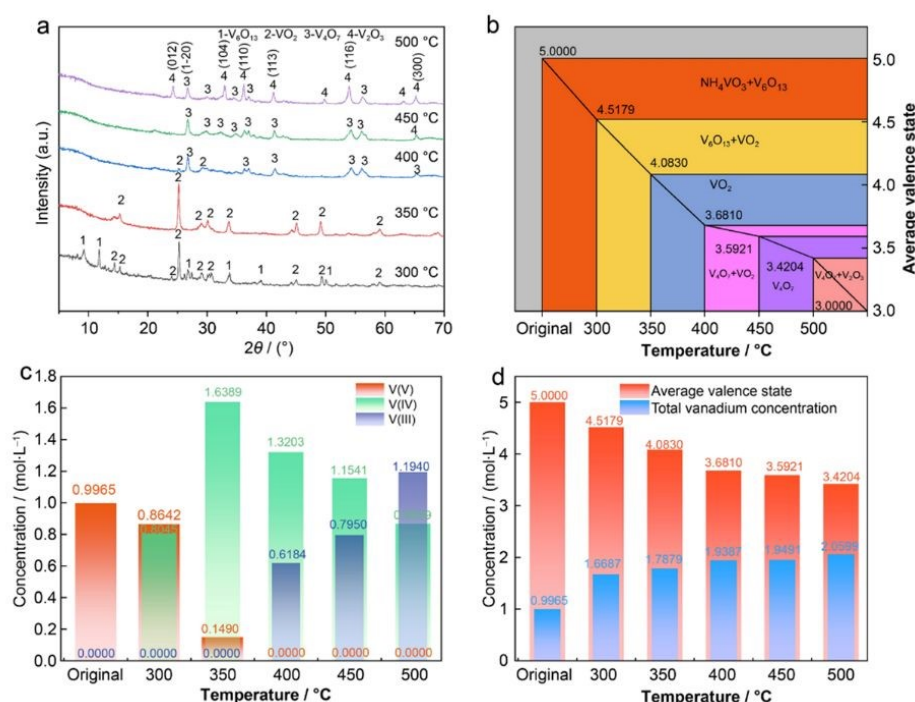 a
1-V₆O₁₃ 2-VO₂ 3-V₄O₇ 4-V₂O₃
500 °C
(012)
(1-20)
(104)
(110)
(113)
(116)
(300)
4 3 3 4 3 4 3 4 4 4 3 4 4
450 °C
3 3 3 3 3 3 3 3 3 4
400 °C
2 3 2 3 3 3 3 3 3
350 °C
2 2 2 2 2 2 2 2
300 °C
1 1 2 2 2 2 1 2 2 1 1 2 2 1 2
Intensity (a.u.)
10 20 30 40 50 60 70
2θ / (°)
b
5.0000
NH₄VO₃+V₆O₁₃
4.5179
V₆O₁₃+VO₂
4.0830
VO₂
3.6810
3.5921
V₄O₇+VO₂
3.4204
V₄O₇
3.0000
5.0
4.5
4.0
3.5
3.0
Average valence state
Original 300 350 400 450 500
Temperature / °C
c
1.8
1.6
1.4
1.2
1.0
0.8
0.6
0.4
0.2
0.0
Concentration / (mol·L⁻¹)
V(V)
V(IV)
V(III)
0.9965
0.0000
0.8642
0.8045
0.0000
1.6389
0.1490
0.0000
1.3203
0.6184
0.0000
1.1541
0.7950
0.0000
1.1940
0.0000
Original 300 350 400 450 500
Temperature / °C
d
6
5
4
3
2
1
0
Concentration / (mol·L⁻¹)
Average valence state
Total vanadium concentration
5.0000
0.9965
4.5179
1.6687
4.0830
1.7879
3.6810
1.9387
3.5921
1.9491
3.4204
2.0599
Original 300 350 400 450 500
Temperature / °C